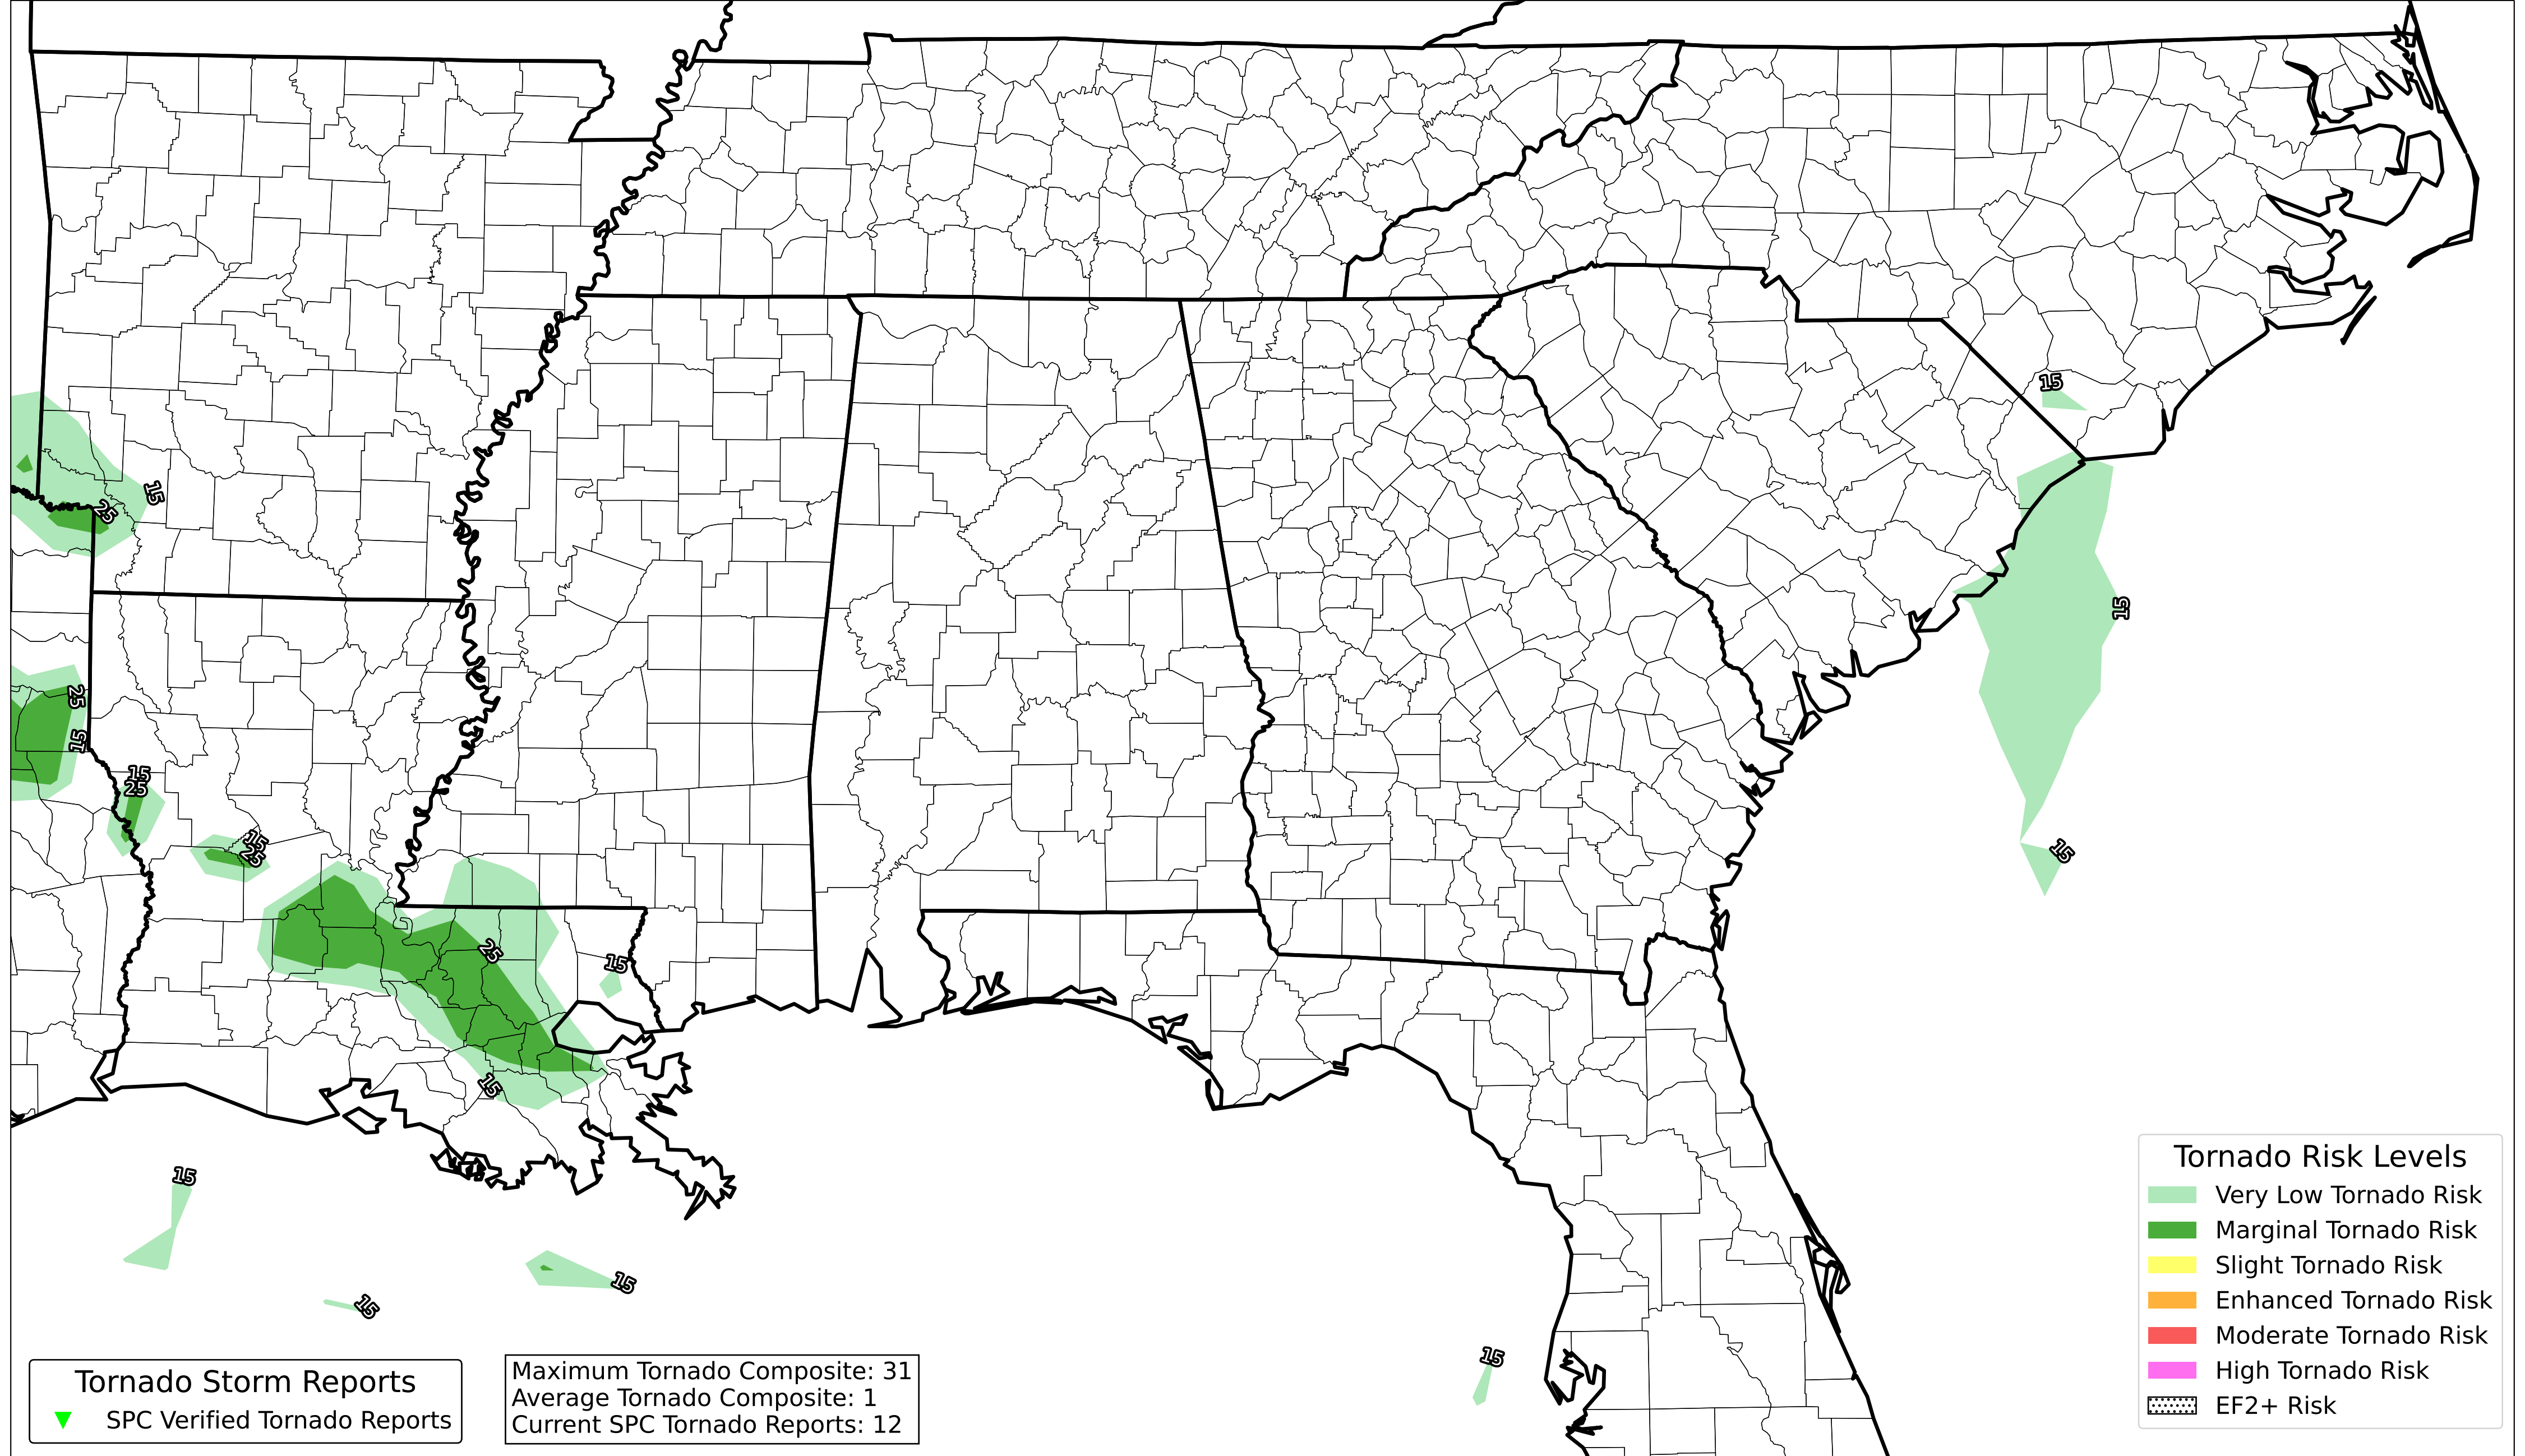 15
15
25
25
15
15
15
25
15
25
25
15
15
15
15
15
15
15
15
Tornado Storm Reports
SPC Verified Tornado Reports
Maximum Tornado Composite: 31
Average Tornado Composite: 1
Current SPC Tornado Reports: 12
Tornado Risk Levels
Very Low Tornado Risk
Marginal Tornado Risk
Slight Tornado Risk
Enhanced Tornado Risk
Moderate Tornado Risk
High Tornado Risk
EF2+ Risk